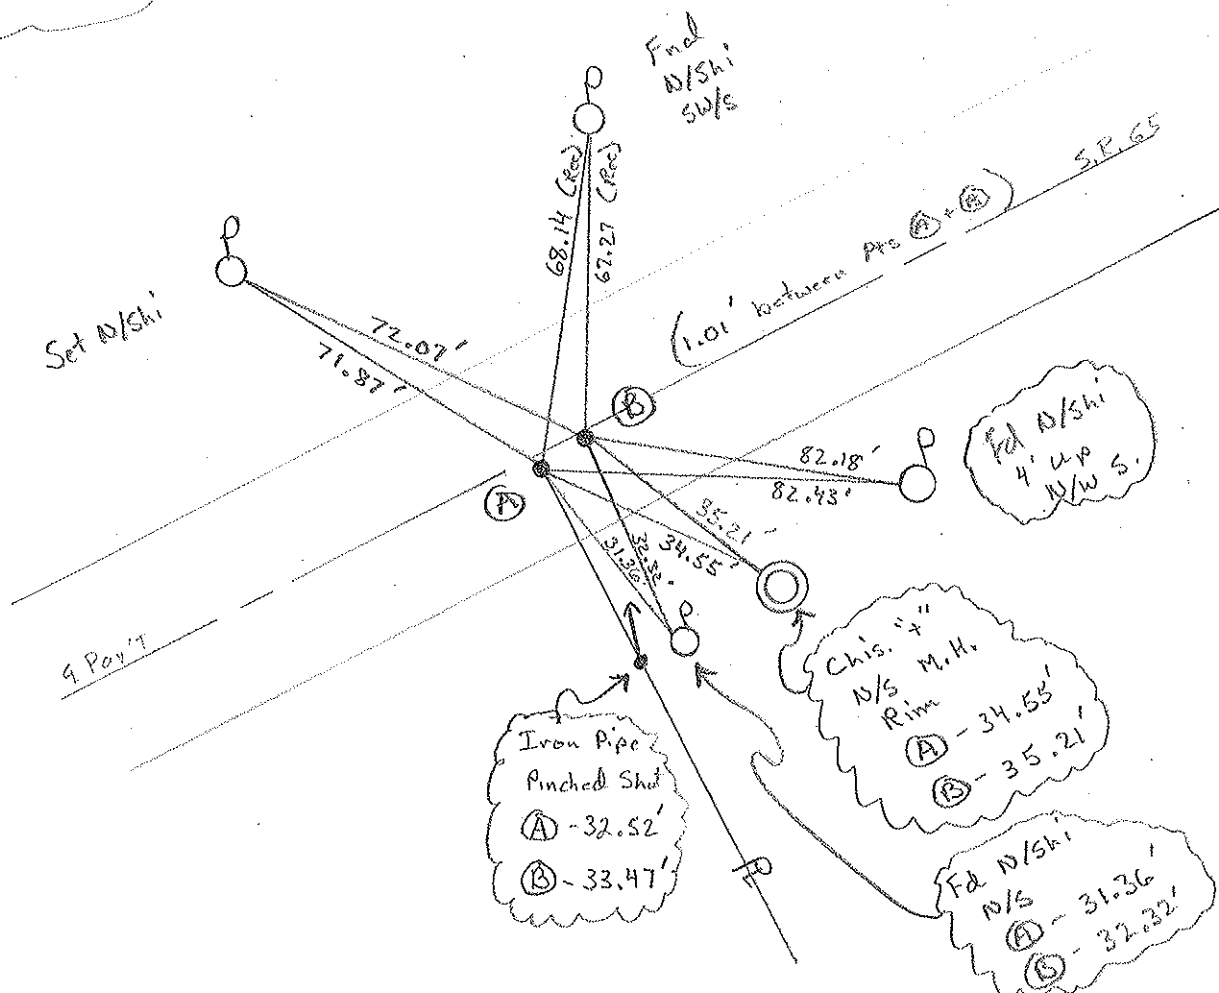 Fnd
N/Shi
SW/S
S.R. 65
68.14 (Rec)
67.27 (Rec)
(1.01' between pts A + A)
Set N/Shi
72.07'
71.87'
B
A
82.18'
82.43'
Fd N/Shi
4' up
N/W S.
35.21'
34.55'
32.32'
31.36'
℄ Pav'T
Chis. "+"
N/S M.H.
Rim
A - 34.55'
B - 35.21'
Iron Pipe
Pinched Shut
A - 32.52'
B - 33.47'
Fd N/Shi
N/S
A - 31.36'
B - 32.32'